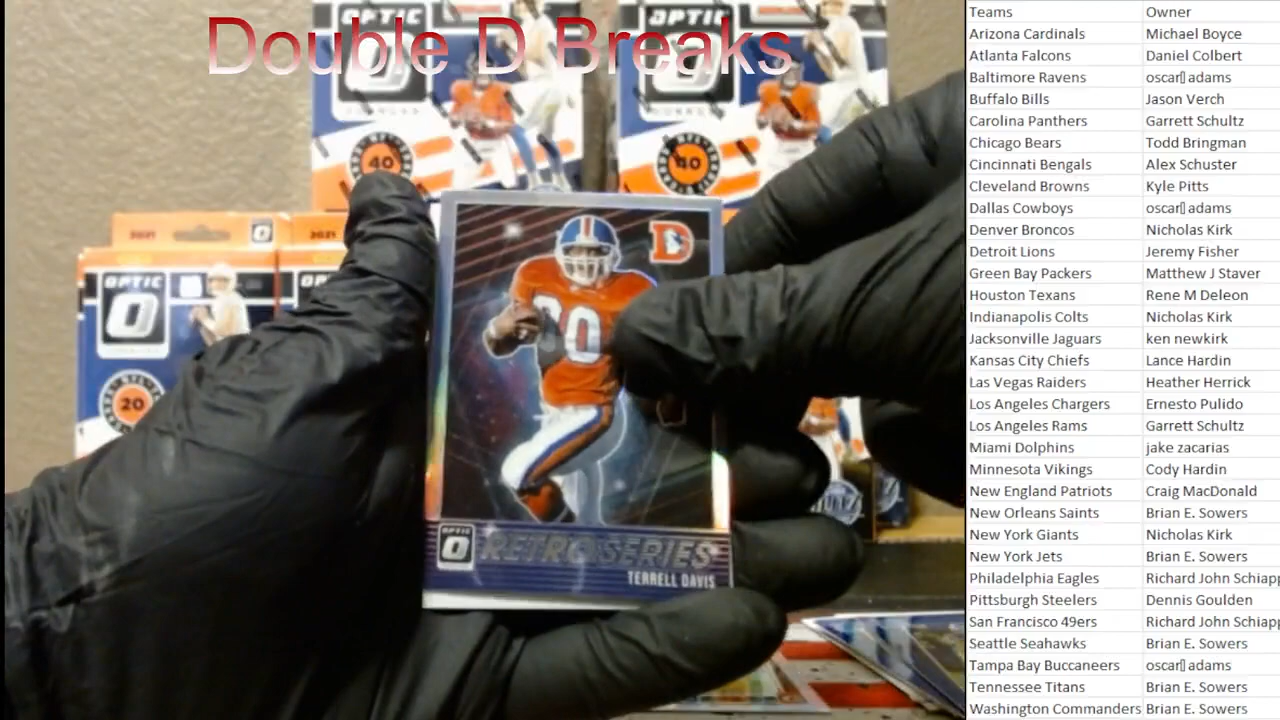 Double D Breaks
OPTIC
OPTIC
40
40
2021
2021
OPTIC
20
D
30
OPTIC
RETRO SERIES
TERRELL DAVIS
Teams Owner
Arizona Cardinals Michael Boyce
Atlanta Falcons Daniel Colbert
Baltimore Ravens oscar adams
Buffalo Bills Jason Verch
Carolina Panthers Garrett Schultz
Chicago Bears Todd Bringman
Cincinnati Bengals Alex Schuster
Cleveland Browns Kyle Pitts
Dallas Cowboys oscar adams
Denver Broncos Nicholas Kirk
Detroit Lions Jeremy Fisher
Green Bay Packers Matthew J Staver
Houston Texans Rene M Deleon
Indianapolis Colts Nicholas Kirk
Jacksonville Jaguars ken newkirk
Kansas City Chiefs Lance Hardin
Las Vegas Raiders Heather Herrick
Los Angeles Chargers Ernesto Pulido
Los Angeles Rams Garrett Schultz
Miami Dolphins jake zacarias
Minnesota Vikings Cody Hardin
New England Patriots Craig MacDonald
New Orleans Saints Brian E. Sowers
New York Giants Nicholas Kirk
New York Jets Brian E. Sowers
Philadelphia Eagles Richard John Schiapp
Pittsburgh Steelers Dennis Goulden
San Francisco 49ers Richard John Schiapp
Seattle Seahawks Brian E. Sowers
Tampa Bay Buccaneers oscar adams
Tennessee Titans Brian E. Sowers
Washington Commanders Brian E. Sowers